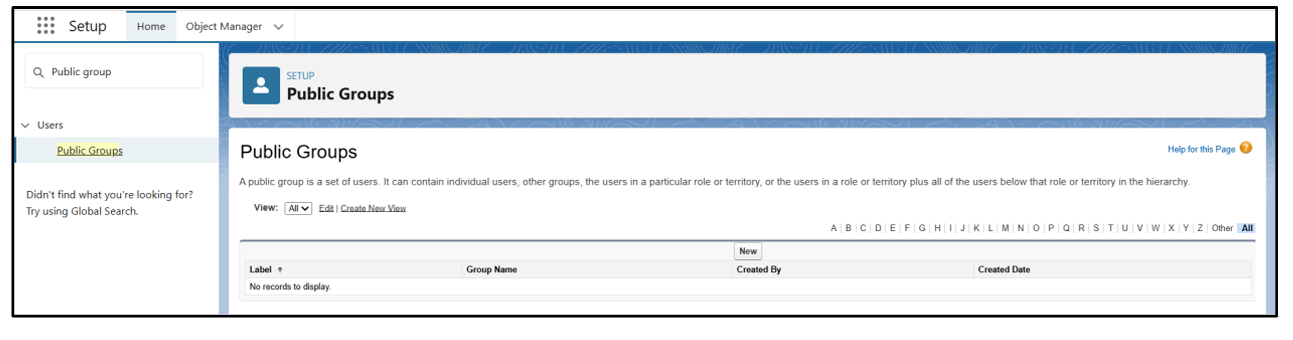 Setup Home Object Manager
Public group
Users
Public Groups
Didn't find what you're looking for?
Try using Global Search.
SETUP
Public Groups
Public Groups
Help for this Page ?
A public group is a set of users. It can contain individual users, other groups, the users in a particular role or territory, or the users in a role or territory plus all of the users below that role or territory in the hierarchy.
View: All Edit | Create New View
A | B | C | D | E | F | G | H | I | J | K | L | M | N | O | P | Q | R | S | T | U | V | W | X | Y | Z | Other All
New
Label ↑ Group Name Created By Created Date
No records to display.